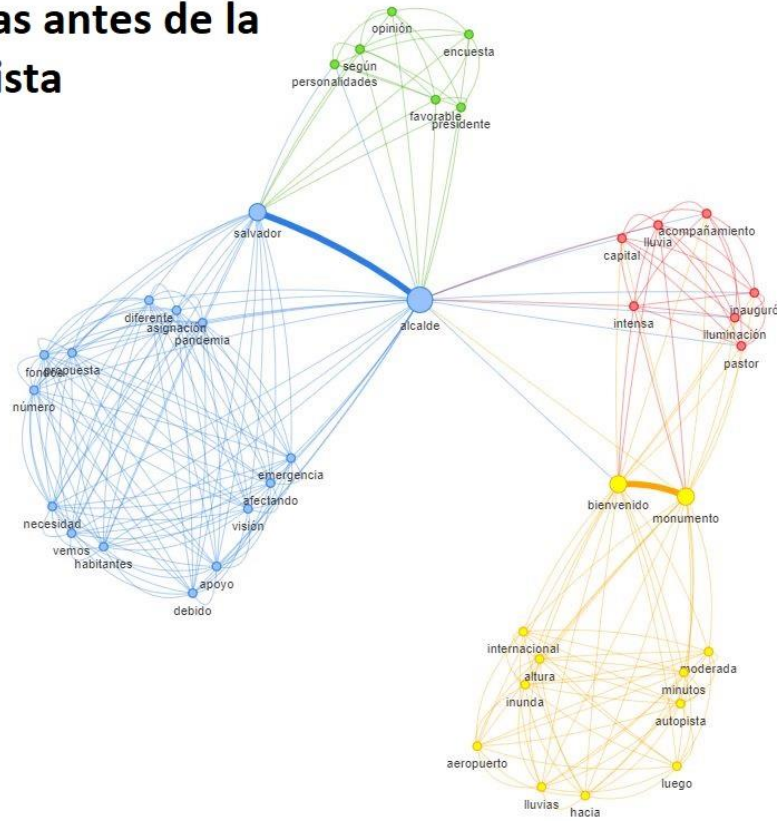 as antes de la
ista
opinión
encuesta
según
personalidades
favorable
presidente
salvador
alcalde
acompañamiento
lluvia
capital
inauguró
intensa
iluminación
pastor
diferente
asignación
pandemia
propuesta
número
emergencia
afectando
visión
necesidad
vemos
habitantes
apoyo
debido
bienvenido
monumento
internacional
altura
moderada
minutos
inunda
autopista
aeropuerto
luego
lluvias
hacia